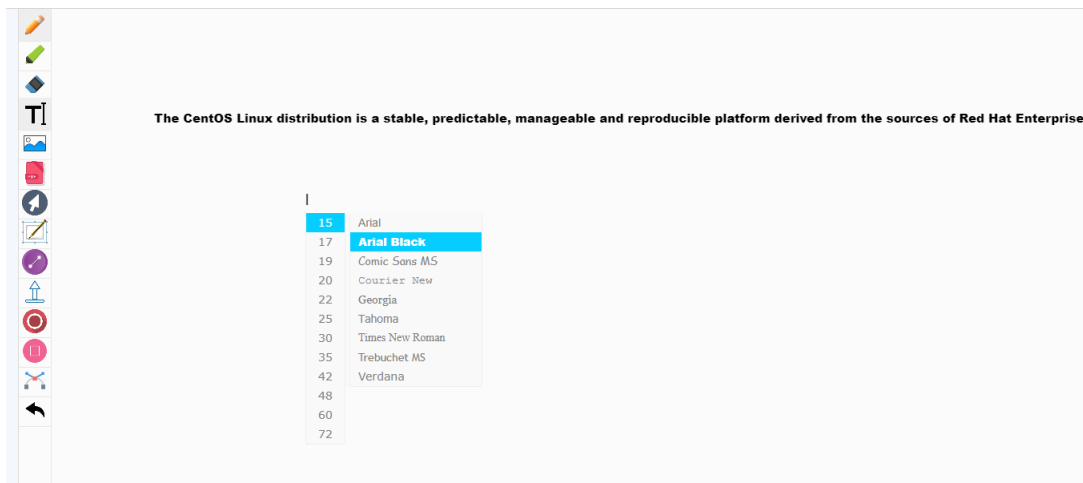 T
The CentOS Linux distribution is a stable, predictable, manageable and reproducible platform derived from the sources of Red Hat Enterprise
15 Arial
17 Arial Black
19 Comic Sans MS
20 Courier New
22 Georgia
25 Tahoma
30 Times New Roman
35 Trebuchet MS
42 Verdana
48
60
72